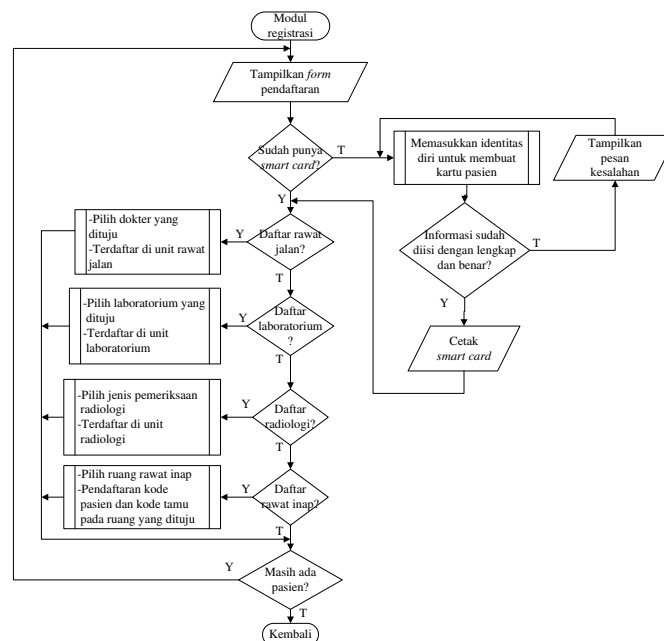 Modul
registrasi
Tampilkan form
pendaftaran
Sudah punya
smart card?
T
Y
Memasukkan identitas
diri untuk membuat
kartu pasien
Tampilkan
pesan
kesalahan
Informasi sudah
diisi dengan lengkap
dan benar?
T
Y
Cetak
smart card
Daftar rawat
jalan?
Y
T
-Pilih dokter yang
dituju
-Terdaftar di unit rawat
jalan
Daftar
laboratorium
?
Y
T
-Pilih laboratorium yang
dituju
-Terdaftar di unit
laboratorium
Daftar
radiologi?
Y
T
-Pilih jenis pemeriksaan
radiologi
-Terdaftar di unit
radiologi
Daftar
rawat inap?
Y
T
-Pilih ruang rawat inap
-Pendaftaran kode
pasien dan kode tamu
pada ruang yang dituju
Masih ada
pasien?
Y
T
Kembali